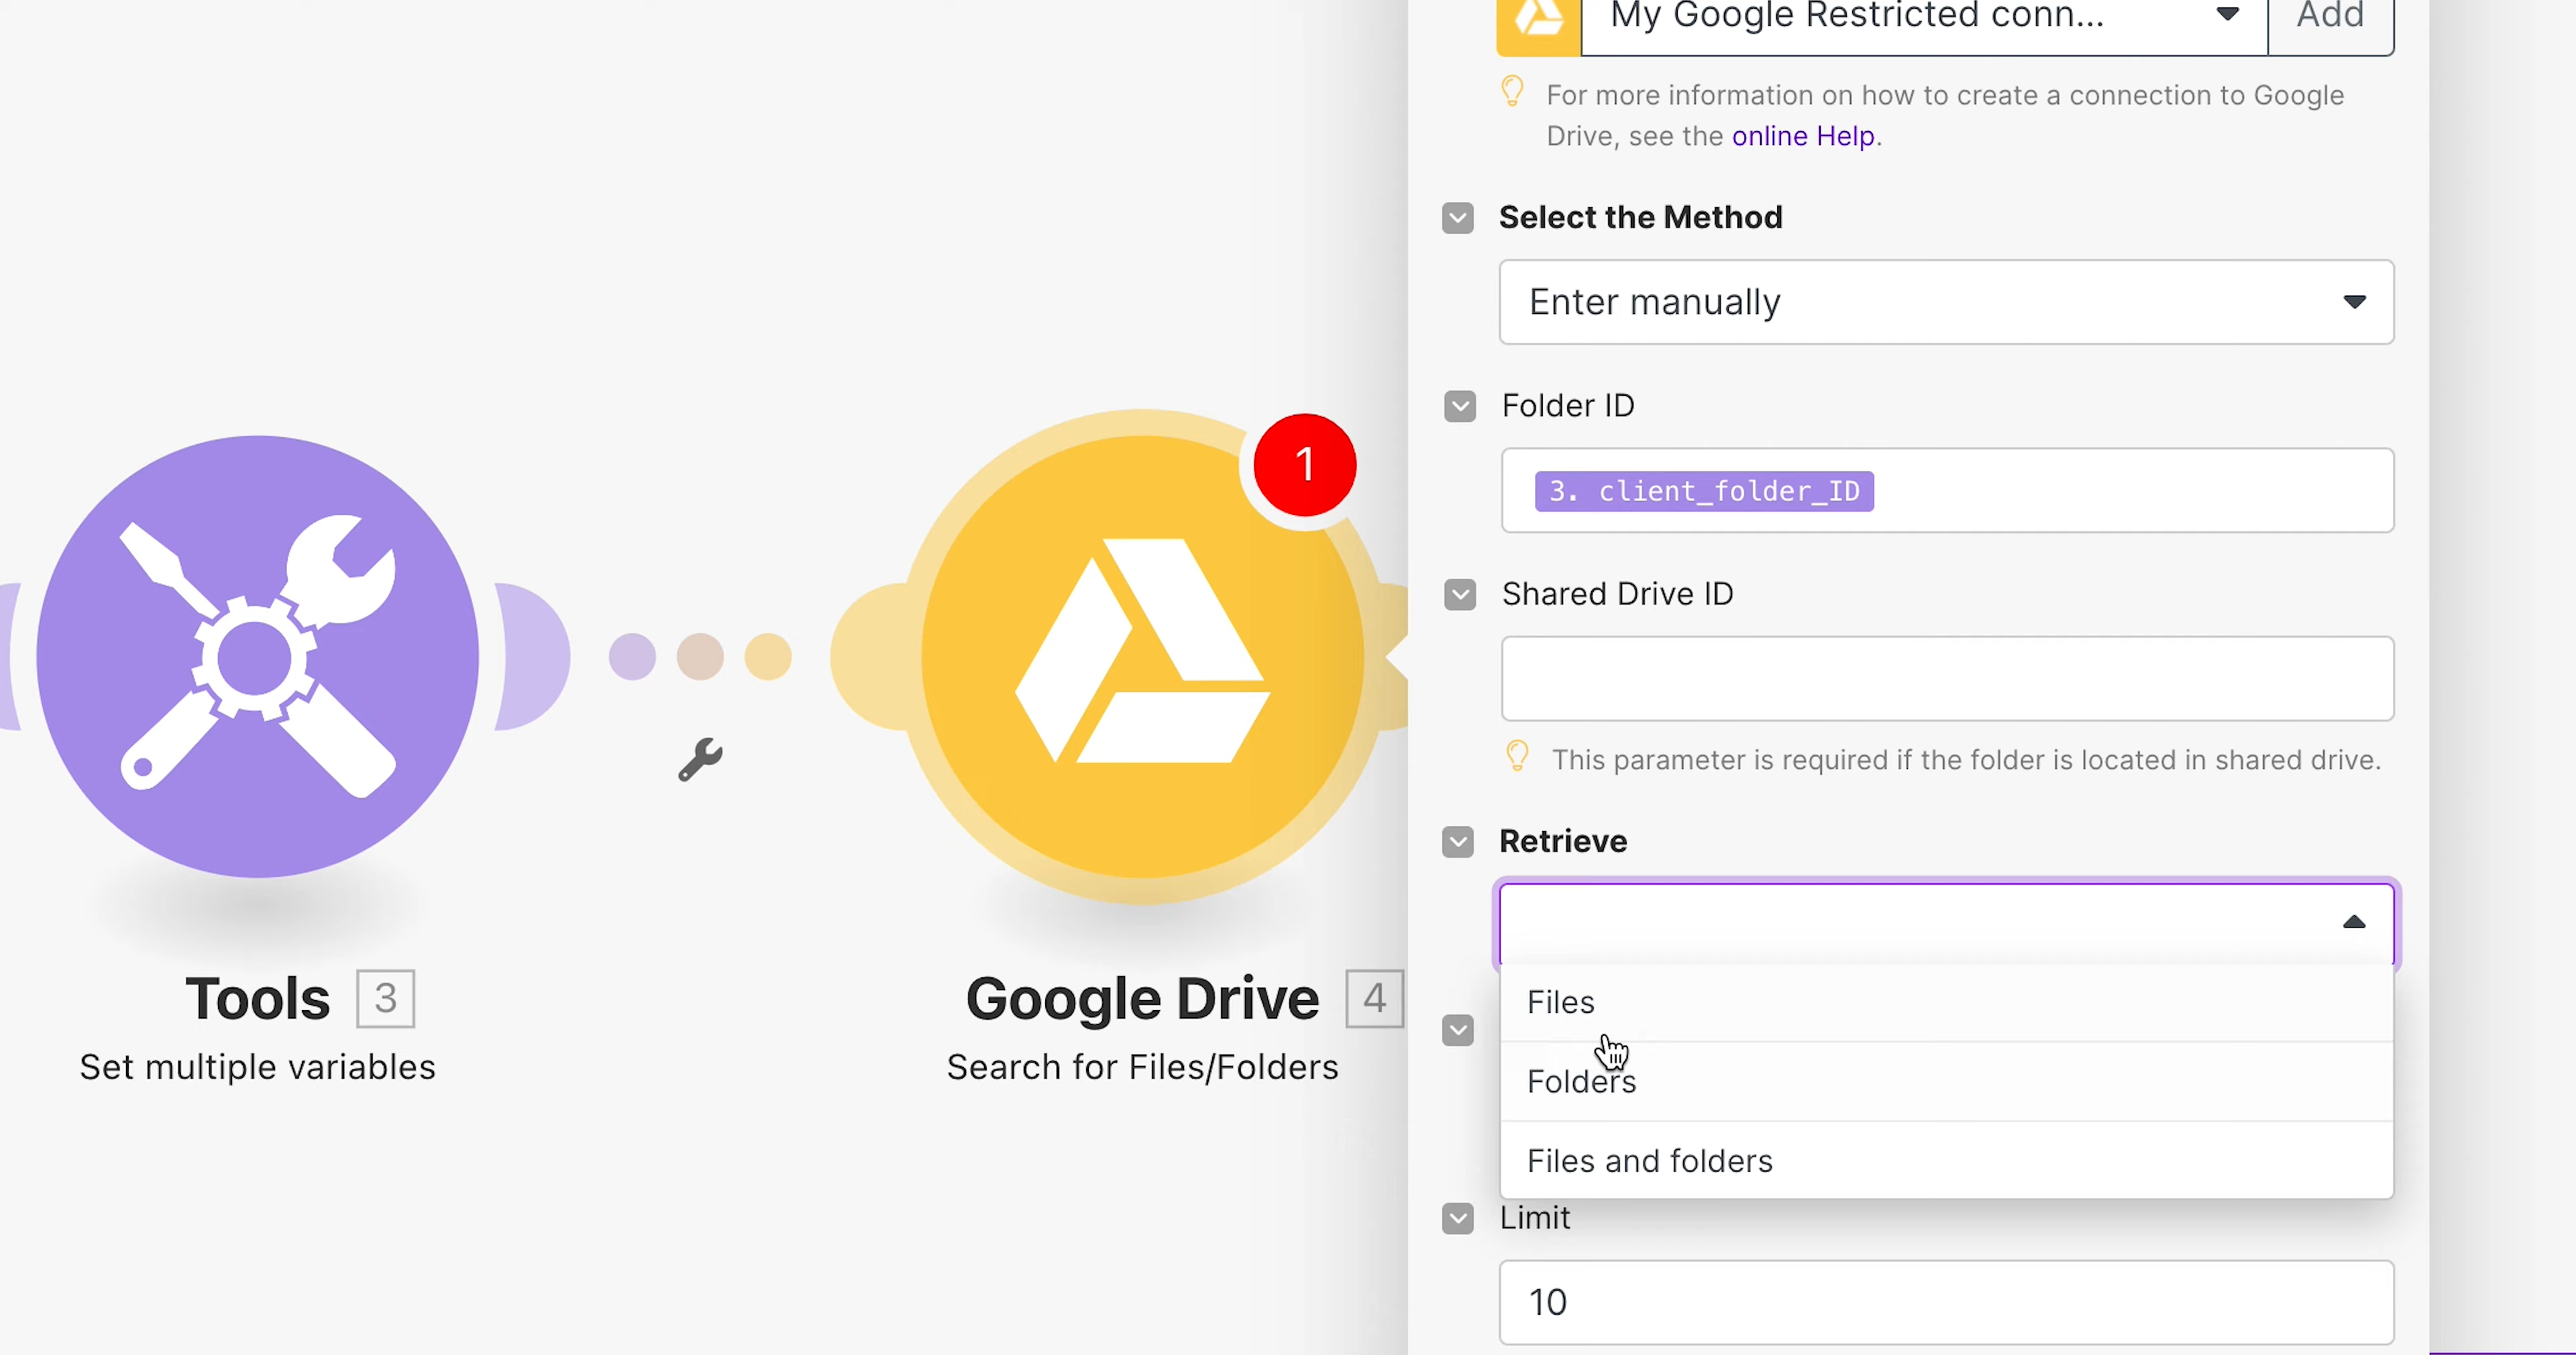 My Google Restricted conn...
Add
For more information on how to create a connection to Google
Drive, see the online Help.
Select the Method
Enter manually
Folder ID
3. client_folder_ID
Shared Drive ID
This parameter is required if the folder is located in shared drive.
Retrieve
Files
Folders
Files and folders
Limit
10
1
Tools 3
Set multiple variables
Google Drive 4
Search for Files/Folders